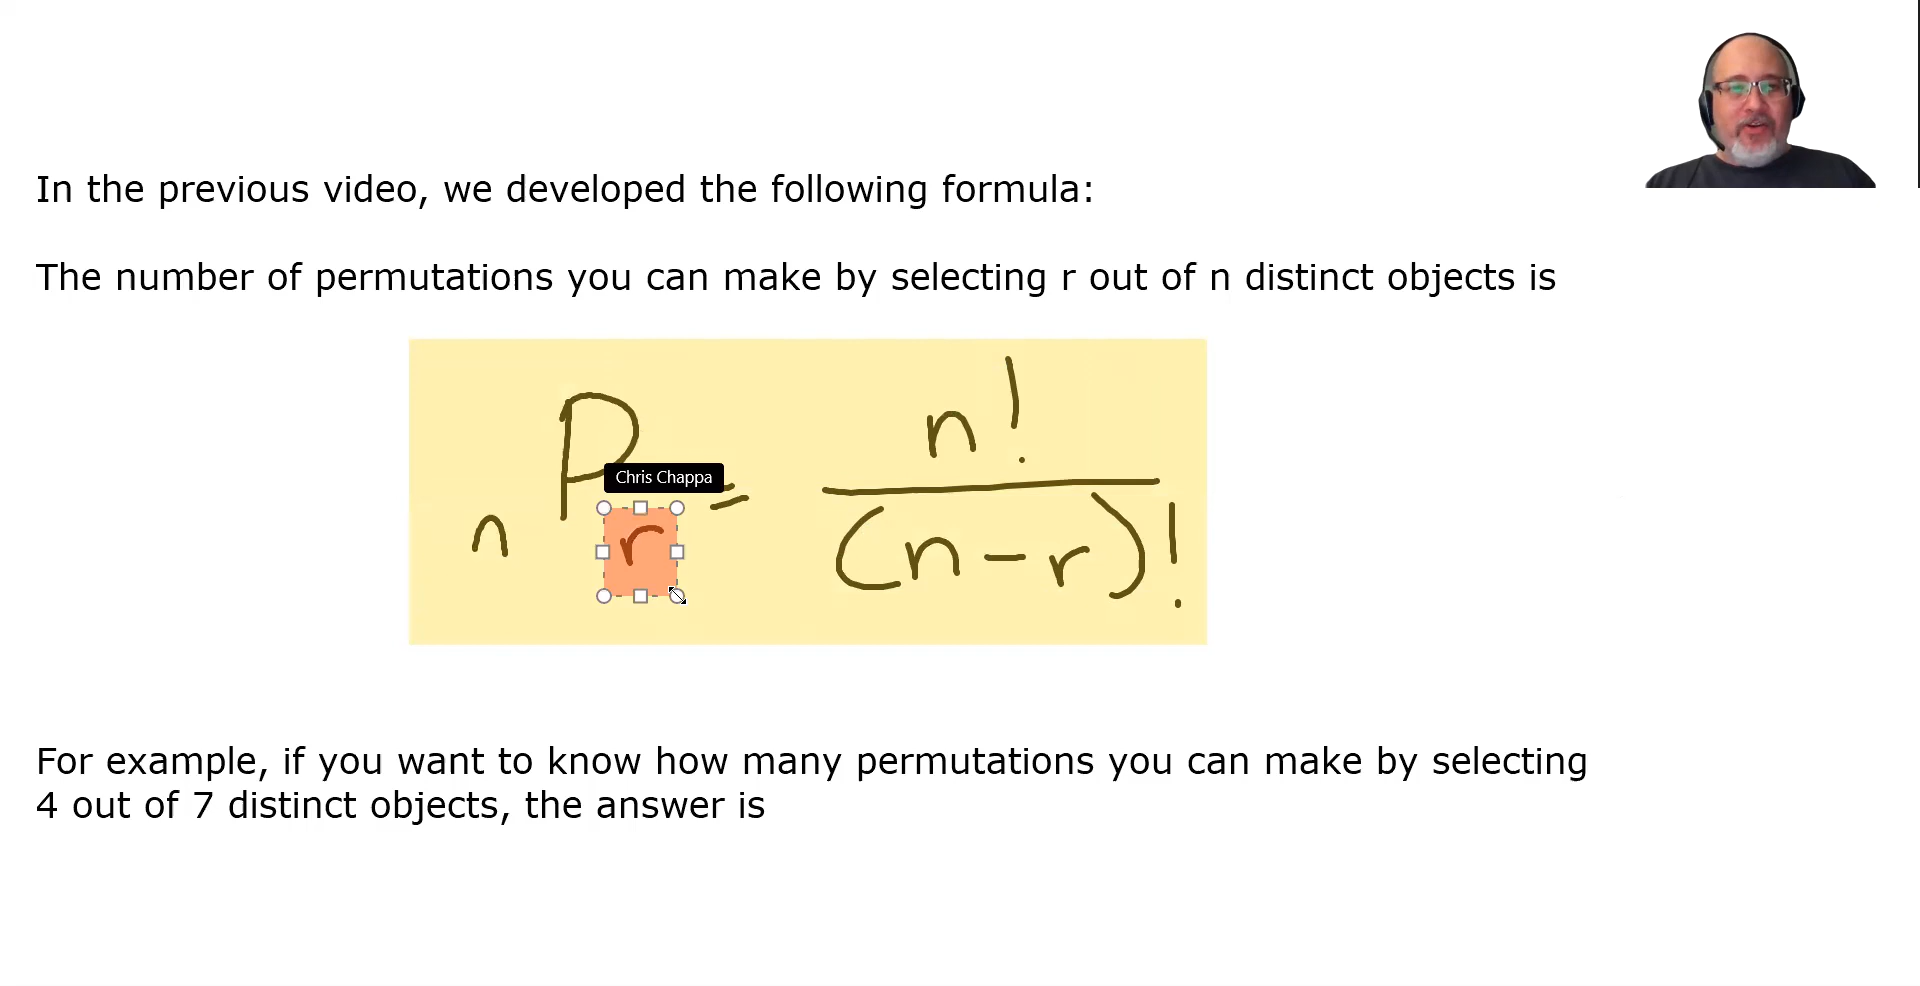 In the previous video, we developed the following formula:
The number of permutations you can make by selecting r out of n distinct objects is
n!
nPr =
Chris Chappa
(n-r)!
For example, if you want to know how many permutations you can make by selecting
4 out of 7 distinct objects, the answer is